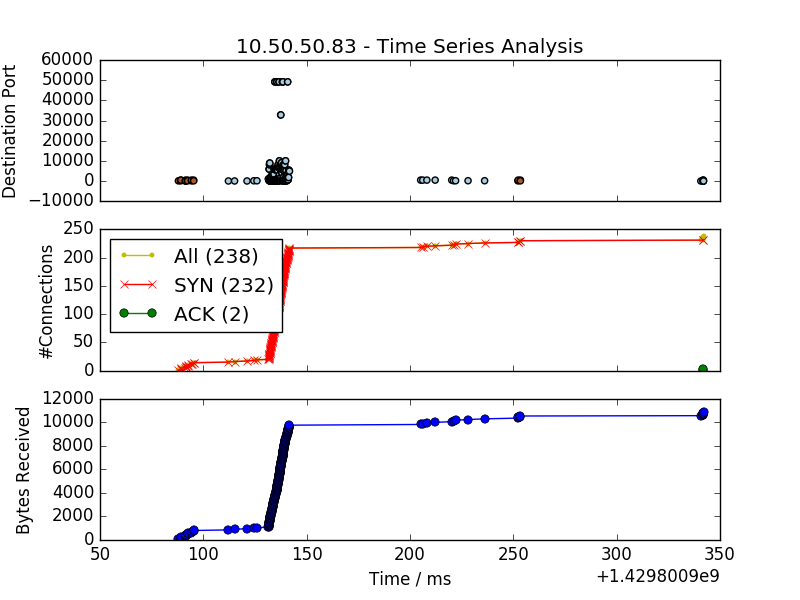 10.50.50.83 - Time Series Analysis
60000
50000
40000
30000
20000
10000
0
−10000
Destination Port
250
200
150
100
50
0
#Connections
All (238)
SYN (232)
ACK (2)
12000
10000
8000
6000
4000
2000
0
Bytes Received
50 100 150 200 250 300 350
Time / ms
+1.4298009e9